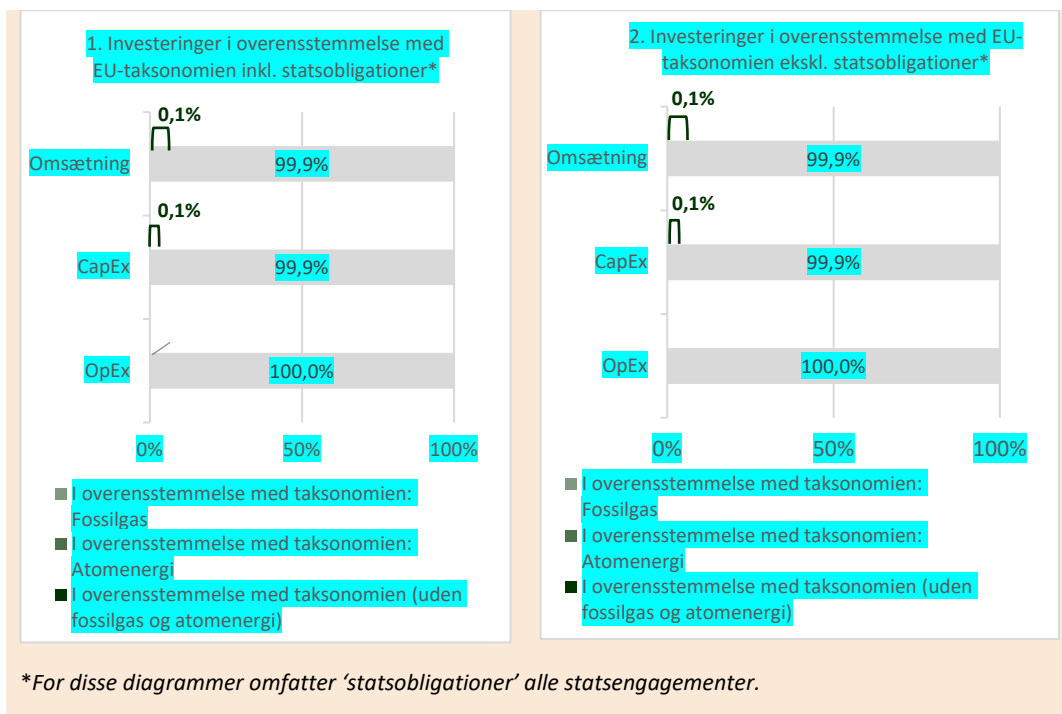 1. Investeringer i overensstemmelse med
EU-taksonomien inkl. statsobligationer*
0,1%
Omsætning
99,9%
0,1%
CapEx
99,9%
OpEx
100,0%
0%
50%
100%
I overensstemmelse med taksonomien:
Fossilgas
I overensstemmelse med taksonomien:
Atomenergi
I overensstemmelse med taksonomien (uden
fossilgas og atomenergi)
2. Investeringer i overensstemmelse med EU-
taksonomien ekskl. statsobligationer*
0,1%
Omsætning
99,9%
0,1%
CapEx
99,9%
OpEx
100,0%
0%
50%
100%
I overensstemmelse med taksonomien:
Fossilgas
I overensstemmelse med taksonomien:
Atomenergi
I overensstemmelse med taksonomien (uden
fossilgas og atomenergi)
*For disse diagrammer omfatter ‘statsobligationer’ alle statsengagementer.